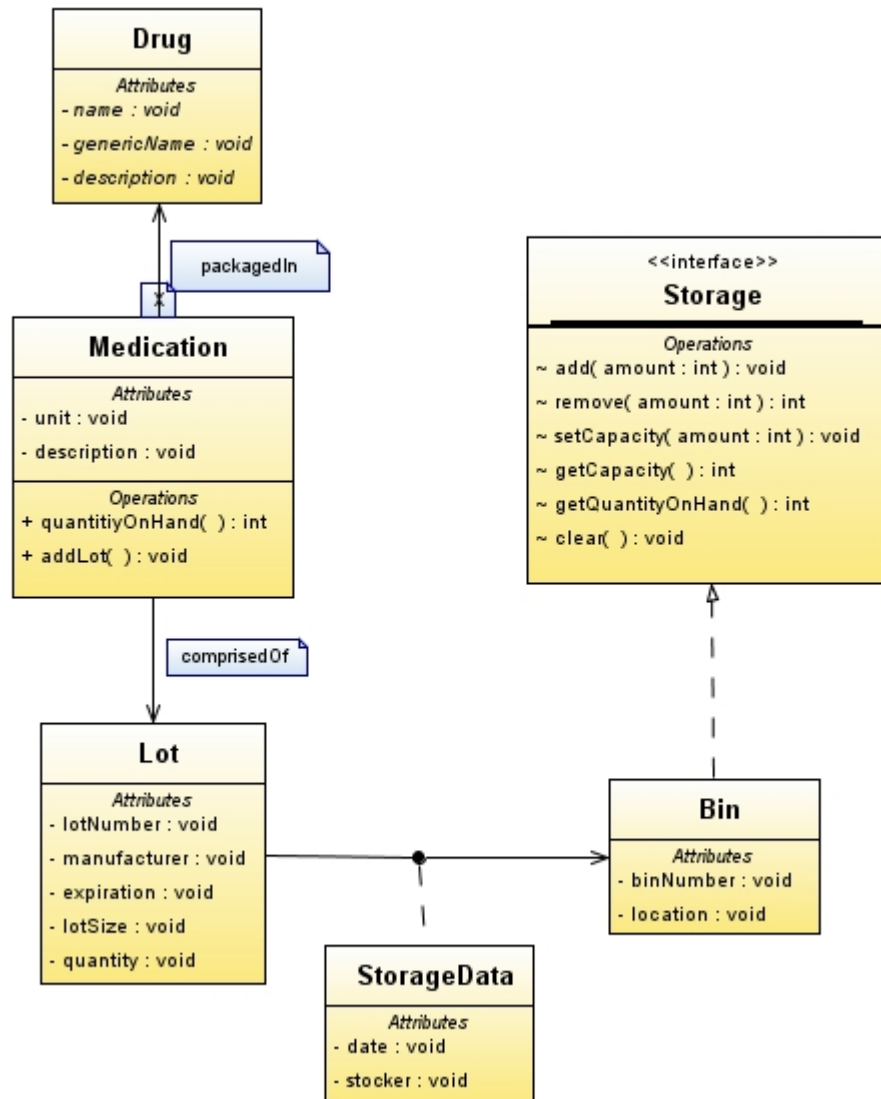 Drug
Attributes
- name : void
- genericName : void
- description : void
packagedIn
x
Medication
Attributes
- unit : void
- description : void
Operations
+ quantitiyOnHand( ) : int
+ addLot( ) : void
<<interface>>
Storage
Operations
~ add( amount : int ) : void
~ remove( amount : int ) : int
~ setCapacity( amount : int ) : void
~ getCapacity( ) : int
~ getQuantityOnHand( ) : int
~ clear( ) : void
comprisedOf
Lot
Attributes
- lotNumber : void
- manufacturer : void
- expiration : void
- lotSize : void
- quantity : void
Bin
Attributes
- binNumber : void
- location : void
StorageData
Attributes
- date : void
- stocker : void